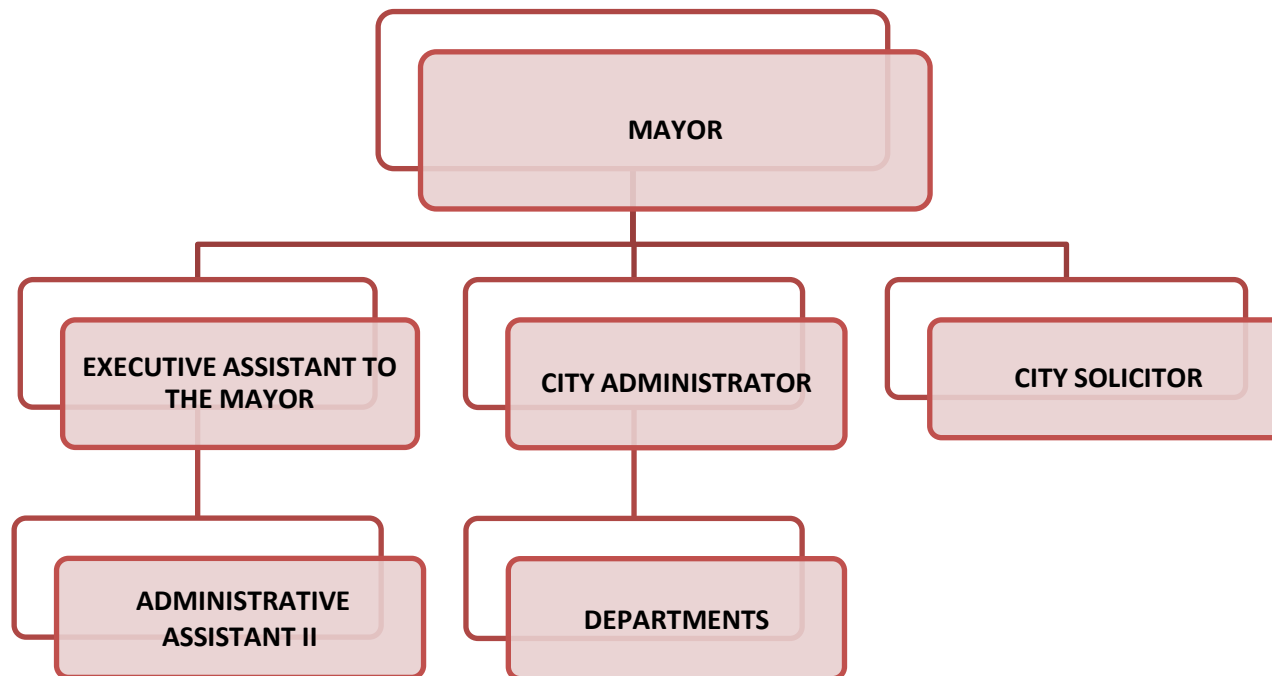 MAYOR
EXECUTIVE ASSISTANT TO
THE MAYOR
CITY ADMINISTRATOR
CITY SOLICITOR
ADMINISTRATIVE
ASSISTANT II
DEPARTMENTS